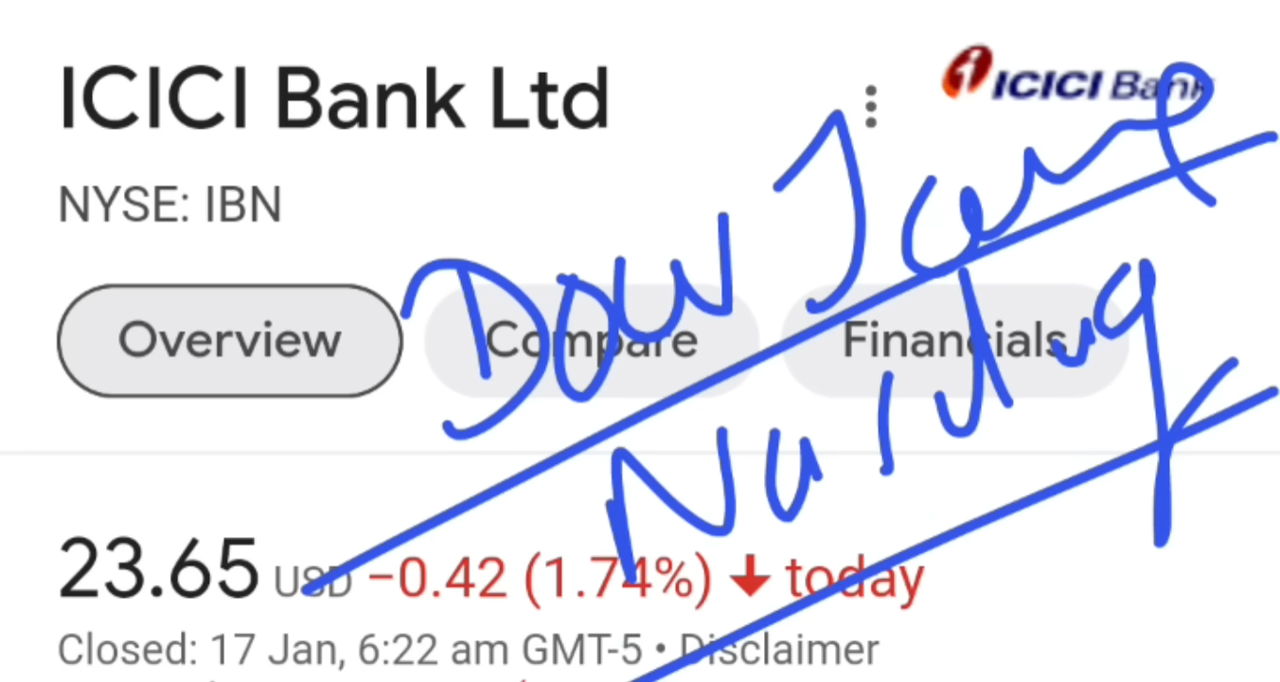 ICICI Bank Ltd
ICICI Bank
NYSE: IBN
Dow Jone
Overview
Compare
Financials
Nasdaq
23.65 USD −0.42 (1.74%) ↓ today
Closed: 17 Jan, 6:22 am GMT-5 • Disclaimer